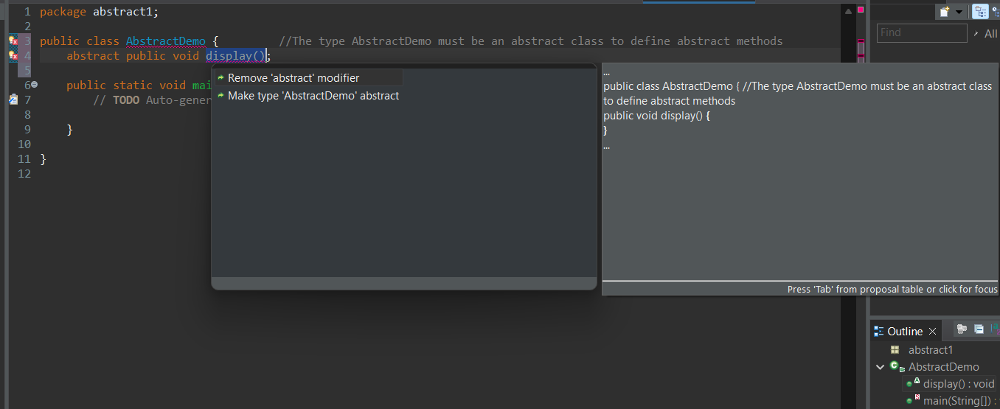 1 package abstract1;
2
3 public class AbstractDemo { //The type AbstractDemo must be an abstract class to define abstract methods
4 abstract public void display();
5
6 public static void mai
7 // TODO Auto-gener
8
9 }
10
11 }
12
Remove 'abstract' modifier
Make type 'AbstractDemo' abstract
...
public class AbstractDemo { //The type AbstractDemo must be an abstract class
to define abstract methods
public void display() {
}
...
Press 'Tab' from proposal table or click for focus
Find
All
Outline
abstract1
AbstractDemo
display() : void
main(String[]) :